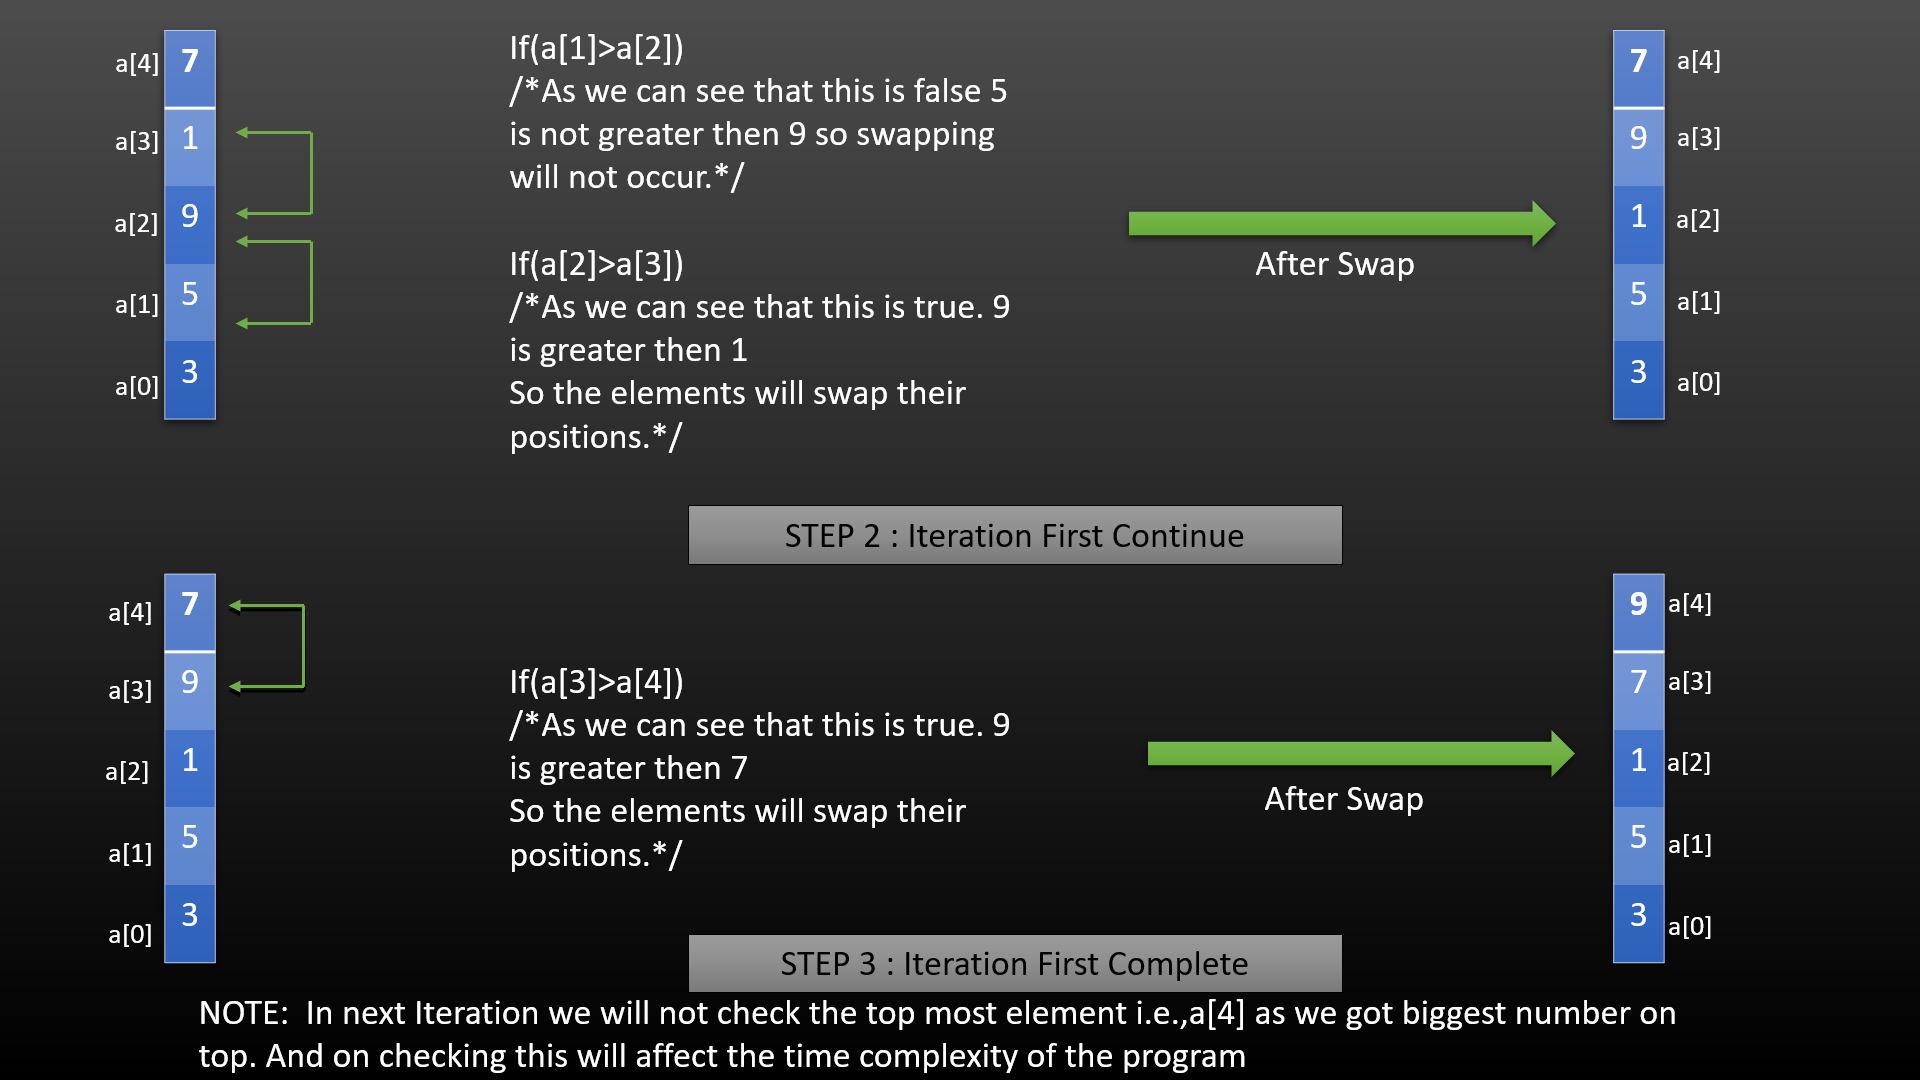 a[4] 7
a[3] 1
a[2] 9
a[1] 5
a[0] 3
If(a[1]>a[2])
/*As we can see that this is false 5
is not greater then 9 so swapping
will not occur.*/
If(a[2]>a[3])
/*As we can see that this is true. 9
is greater then 1
So the elements will swap their
positions.*/
After Swap
7 a[4]
9 a[3]
1 a[2]
5 a[1]
3 a[0]
STEP 2 : Iteration First Continue
a[4] 7
a[3] 9
a[2] 1
a[1] 5
a[0] 3
If(a[3]>a[4])
/*As we can see that this is true. 9
is greater then 7
So the elements will swap their
positions.*/
After Swap
9 a[4]
7 a[3]
1 a[2]
5 a[1]
3 a[0]
STEP 3 : Iteration First Complete
NOTE:  In next Iteration we will not check the top most element i.e.,a[4] as we got biggest number on
top. And on checking this will affect the time complexity of the program